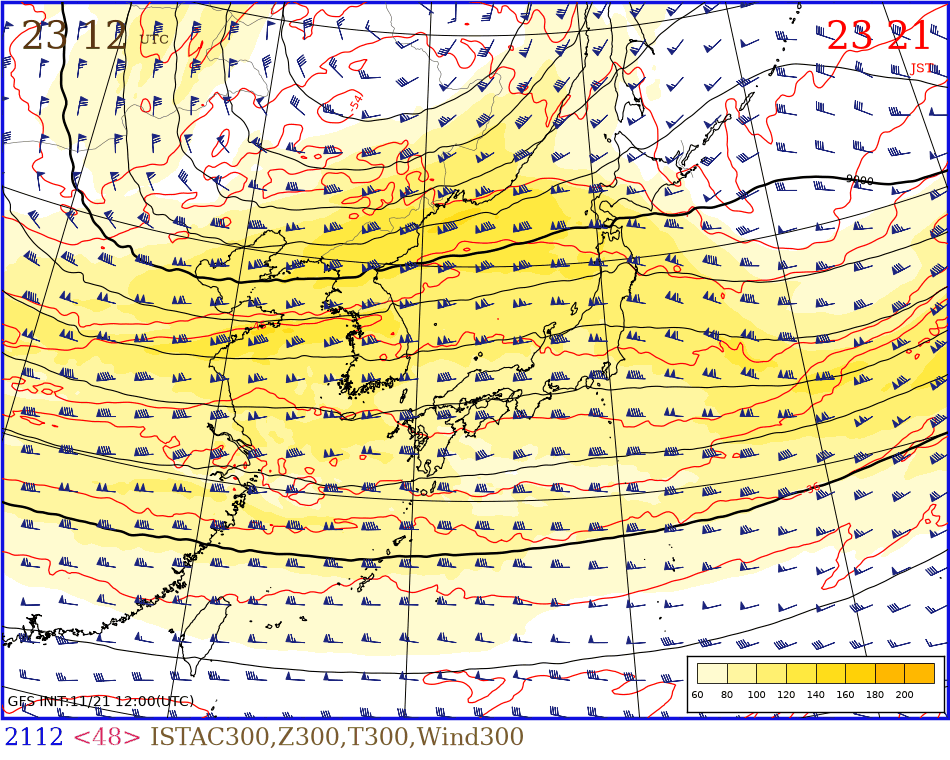 23 12 UTC
23 21 JST
-54
9000
-36
60 80 100 120 140 160 180 200
GFS INIT:11/21 12:00(UTC)
2112 <48> ISTAC300,Z300,T300,Wind300